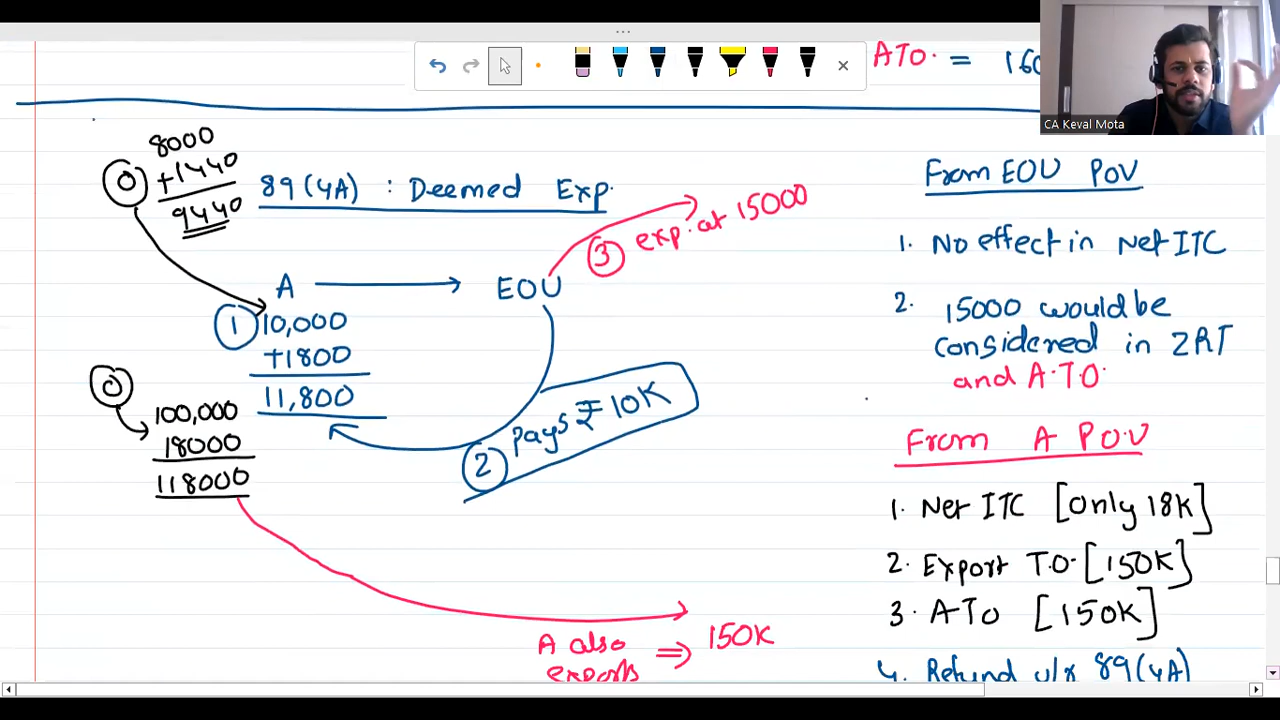 ATO. = 160
CA Keval Mota
0
8000
+1440
9440
89(4A) : Deemed Exp.
A
EOU
3 exp. at 15000
1 10,000
+1800
11,800
2 Pays ₹ 10K
0
100,000
18000
118000
A also exports ⇒ 150K
From EOU POV
1. No effect in Net ITC
2. 15000 would be
considered in ZRT
and A.T.O.
From A P.O.V
1. Net ITC [Only 18K]
2. Export T.O. [150K]
3. ATO [150K]
4. Refund u/r 89(4A)